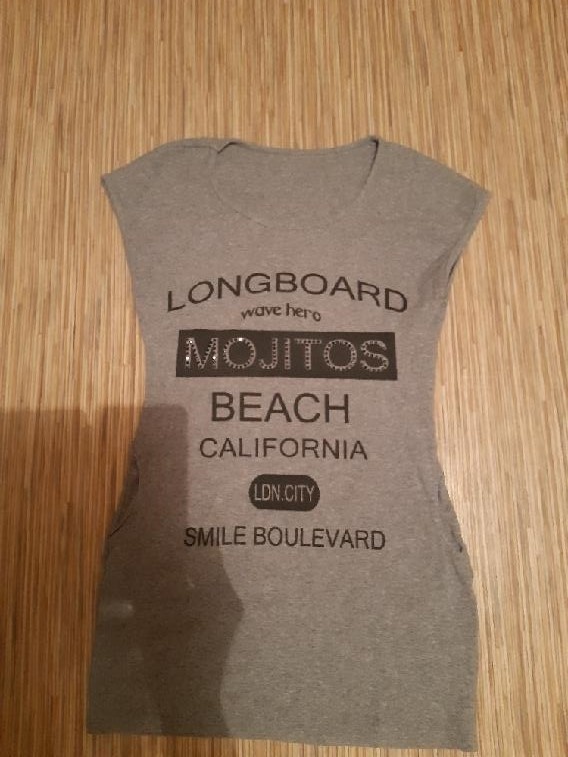 LONGBOARD
wave hero
MOJITOS
BEACH
CALIFORNIA
LDN.CITY
SMILE BOULEVARD